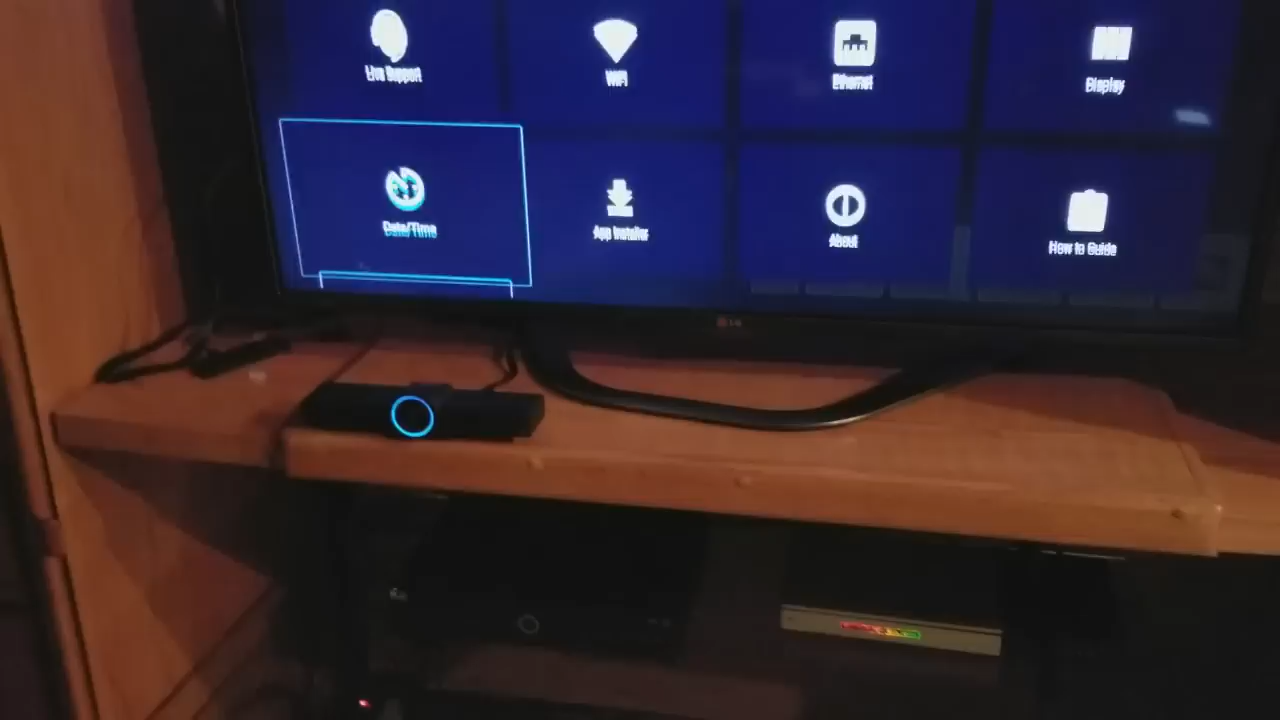 Live Support
WiFi
Ethernet
Display
Date/Time
App Installer
About
How to Guide
LG